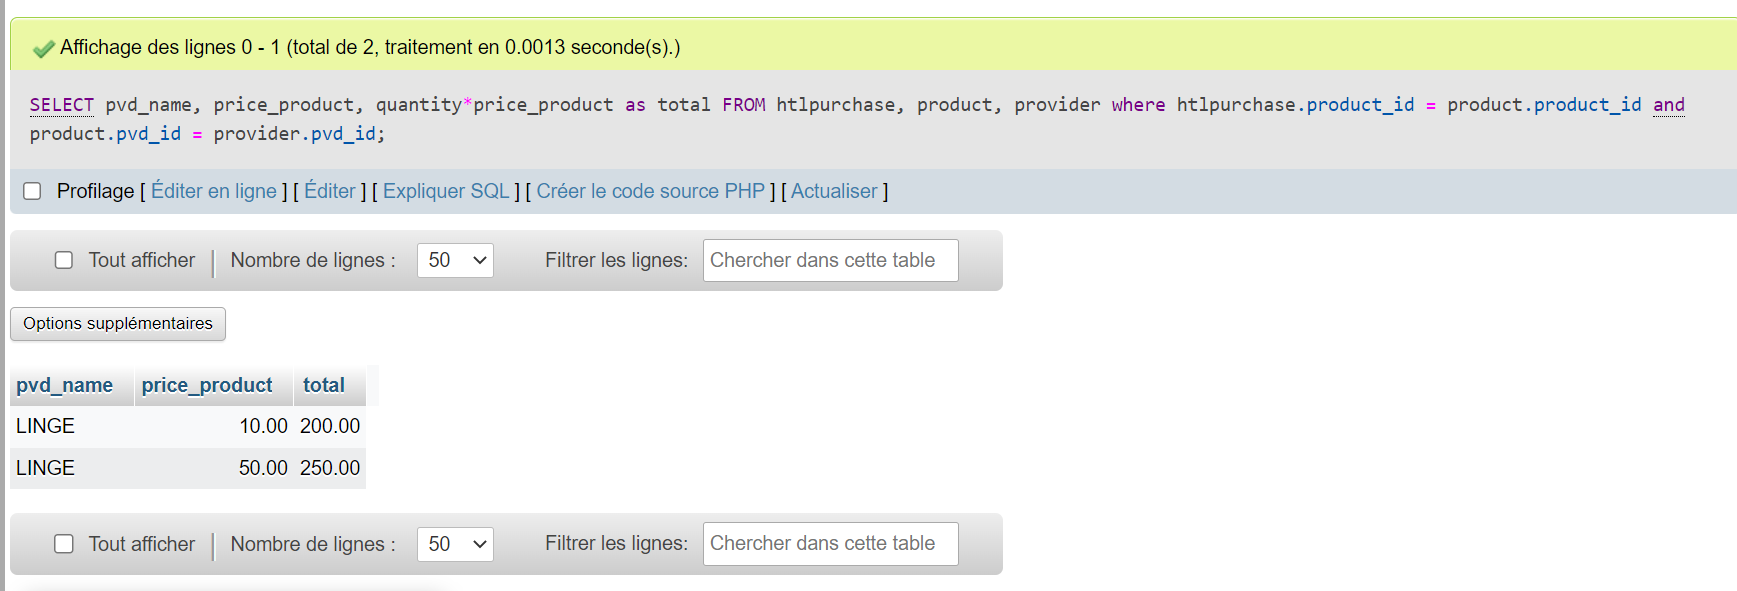 Affichage des lignes 0 - 1 (total de 2, traitement en 0.0013 seconde(s).)
SELECT pvd_name, price_product, quantity*price_product as total FROM htlpurchase, product, provider where htlpurchase.product_id = product.product_id and
product.pvd_id = provider.pvd_id;
Profilage [ Éditer en ligne ] [ Éditer ] [ Expliquer SQL ] [ Créer le code source PHP ] [ Actualiser ]
Tout afficher Nombre de lignes : 50 Filtrer les lignes: Chercher dans cette table
Options supplémentaires
pvd_name price_product total
LINGE 10.00 200.00
LINGE 50.00 250.00
Tout afficher Nombre de lignes : 50 Filtrer les lignes: Chercher dans cette table